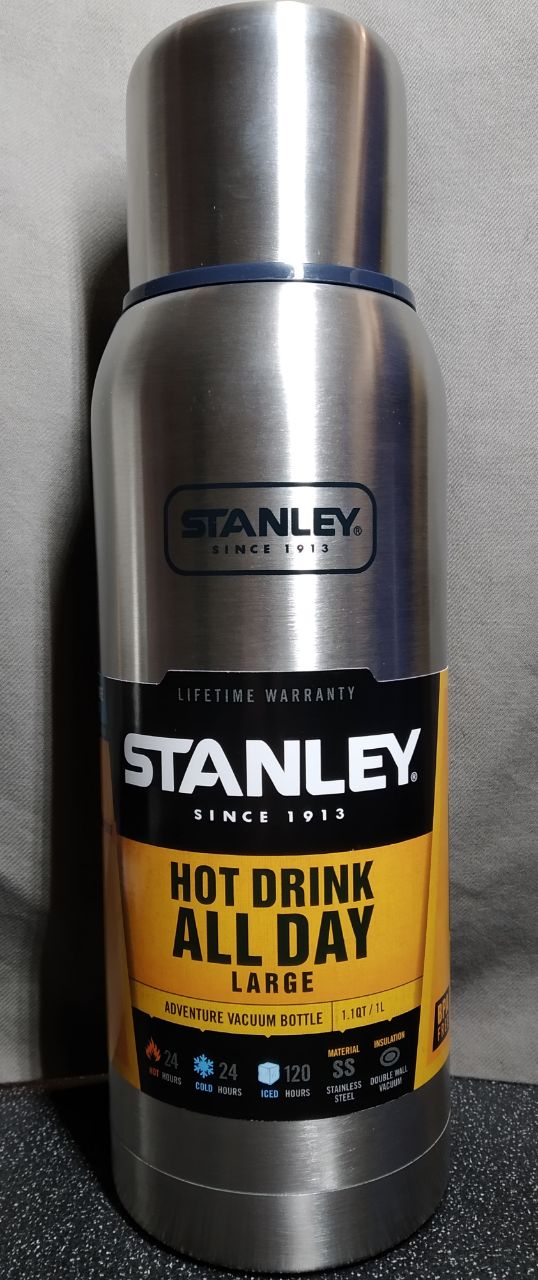 STANLEY®
SINCE 1913
LIFETIME WARRANTY
STANLEY®
SINCE 1913
HOT DRINK
ALL DAY
LARGE
ADVENTURE VACUUM BOTTLE 1.1QT / 1L
24 HOT HOURS
24 COLD HOURS
120 ICED HOURS
MATERIAL
SS
STAINLESS
STEEL
INSULATION
DOUBLE WALL
VACUUM